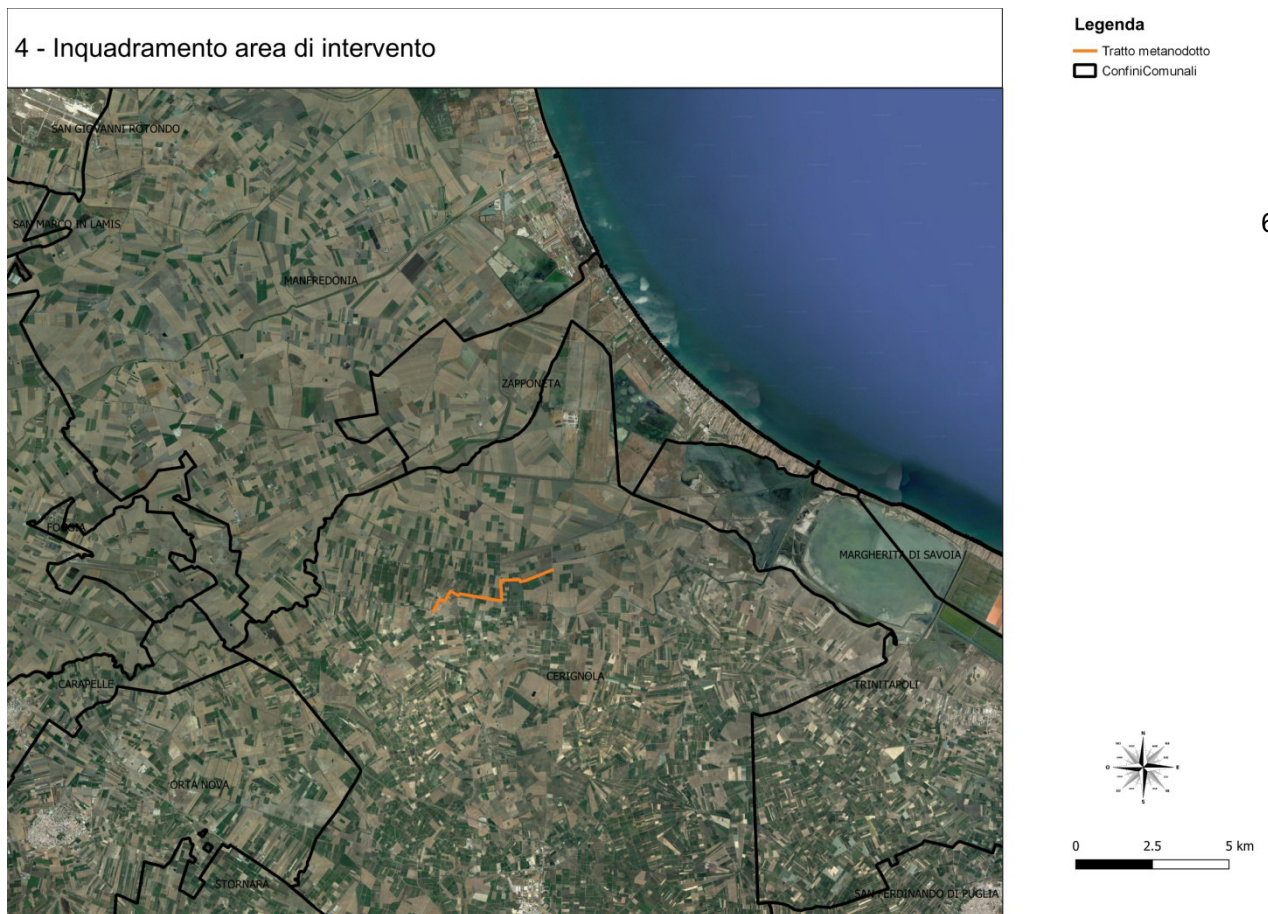 4 - Inquadramento area di intervento
Legenda
Tratto metanodotto
ConfiniComunali
SAN GIOVANNI ROTONDO
SAN MARCO IN LAMIS
MANFREDONIA
ZAPPONETA
FOGGIA
MARGHERITA DI SAVOIA
CARAPELLE
CERIGNOLA
TRINITAPOLI
ORTA NOVA
STORNARA
SAN FERDINANDO DI PUGLIA
N
O
E
S
0 2.5 5 km